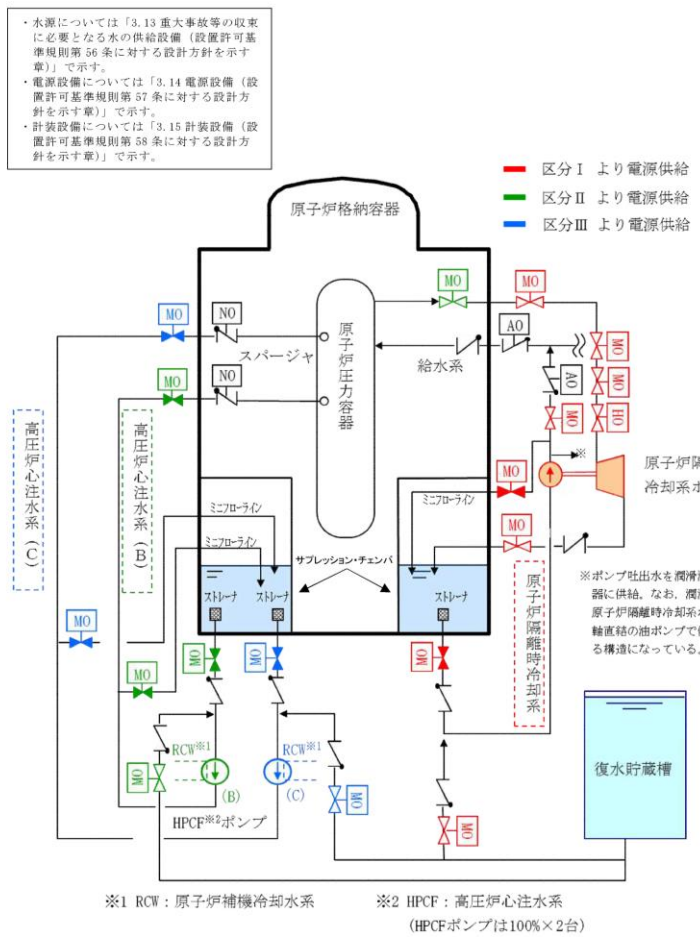 ・水源については「3.13 重大事故等の収束
に必要となる水の供給設備（設置許可基
準規則第 56 条に対する設計方針を示す
章）」で示す。
・電源設備については「3.14 電源設備（設
置許可基準規則第 57 条に対する設計方
針を示す章）」で示す。
・計装設備については「3.15 計装設備（設
置許可基準規則第 58 条に対する設計方
針を示す章）」で示す。
区分Ⅰ より電源供給
区分Ⅱ より電源供給
区分Ⅲ より電源供給
原子炉格納容器
MO
MO
MO
NO
スパージャ
原子炉圧力容器
給水系
AO
MO
MO
HO
AO
MO
MO
NO
高圧炉心注水系（C）
高圧炉心注水系（B）
※
原子炉隔
冷却系ポ
ミニフローライン
ミニフローライン
MO
MO
サプレッション・チェンバ
ストレーナ
ストレーナ
ストレーナ
原子炉隔離時冷却系
※ポンプ吐出水を潤滑
器に供給。なお、潤
原子炉隔離時冷却系
軸直結の油ポンプで
る構造になっている。
MO
MO
MO
MO
MO
RCW※1
RCW※1
MO
(B)
(C)
MO
MO
HPCF※2ポンプ
復水貯蔵槽
※1 RCW：原子炉補機冷却水系
※2 HPCF：高圧炉心注水系
(HPCFポンプは100%×2台)